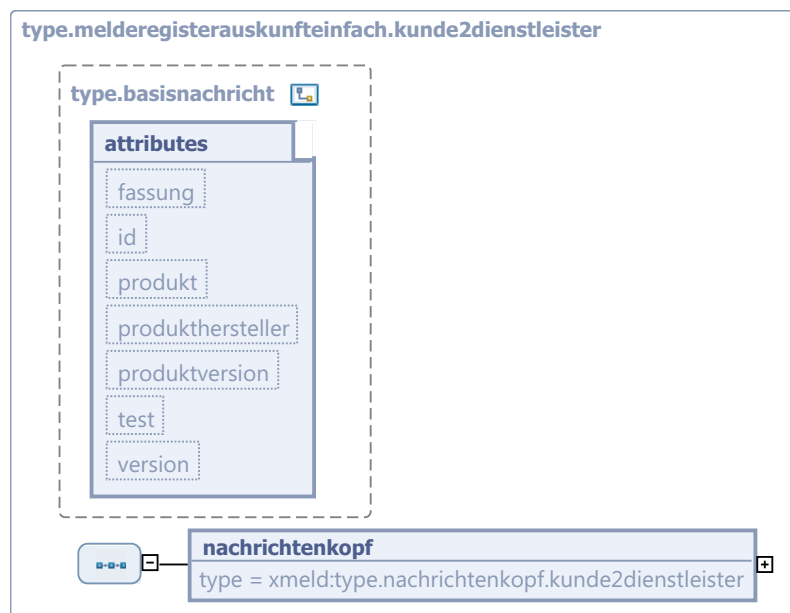 type.melderegisterauskunfteinfach.kunde2dienstleister
type.basisnachricht
attributes
fassung
id
produkt
produkthersteller
produktversion
test
version
nachrichtenkopf
type = xmeld:type.nachrichtenkopf.kunde2dienstleister